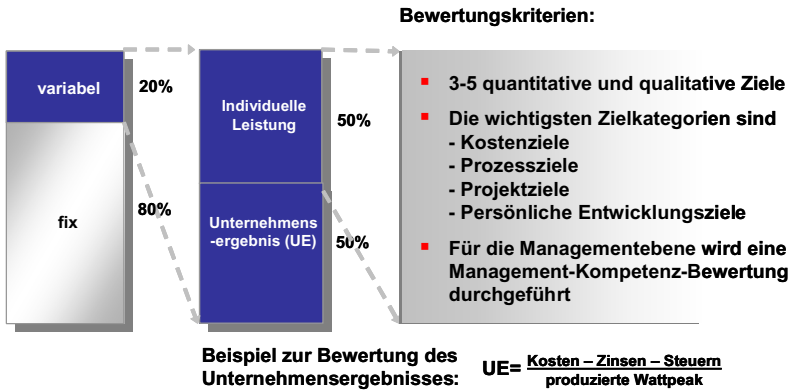 Bewertungskriterien:
variabel
20%
fix
80%
Individuelle
Leistung
50%
Unternehmens
-ergebnis (UE)
50%
3-5 quantitative und qualitative Ziele
Die wichtigsten Zielkategorien sind
- Kostenziele
- Prozessziele
- Projektziele
- Persönliche Entwicklungsziele
Für die Managementebene wird eine
Management-Kompetenz-Bewertung
durchgeführt
Beispiel zur Bewertung des
Unternehmensergebnisses:
UE= Kosten – Zinsen – Steuern
produzierte Wattpeak